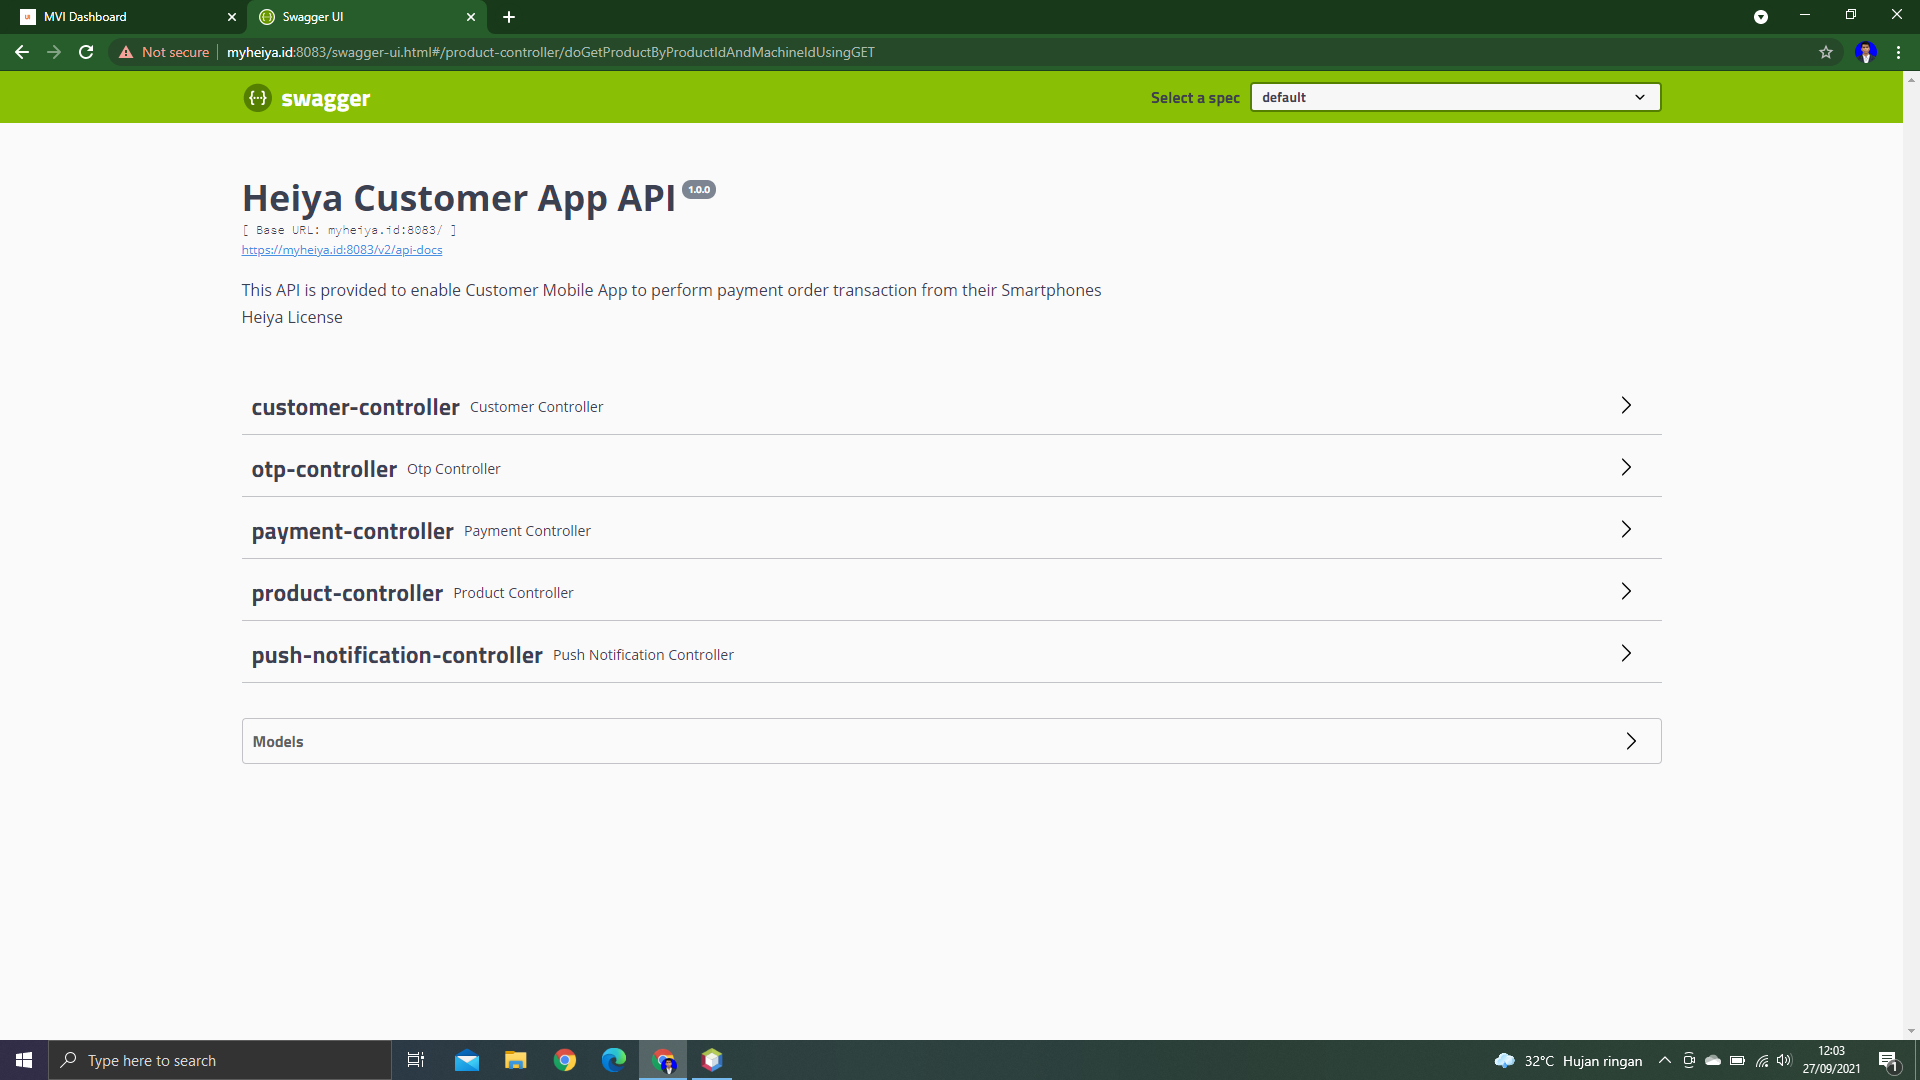 MVI Dashboard
Swagger UI
Not secure
myheiya.id:8083/swagger-ui.html#/product-controller/doGetProductByProductIdAndMachineIdUsingGET
swagger
Select a spec
default
Heiya Customer App API 1.0.0
[ Base URL: myheiya.id:8083/ ]
https://myheiya.id:8083/v2/api-docs
This API is provided to enable Customer Mobile App to perform payment order transaction from their Smartphones
Heiya License
customer-controller Customer Controller
otp-controller Otp Controller
payment-controller Payment Controller
product-controller Product Controller
push-notification-controller Push Notification Controller
Models
Type here to search
32°C Hujan ringan
12:03
27/09/2021
1